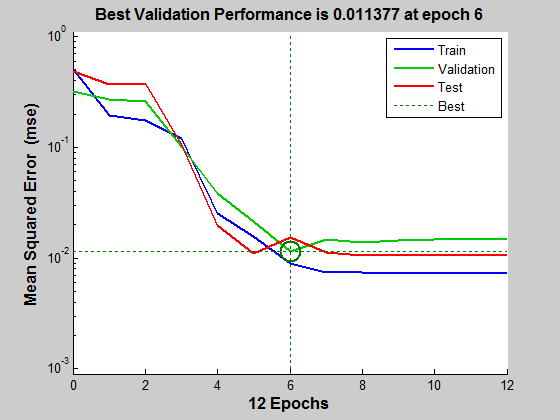 Best Validation Performance is 0.011377 at epoch 6
Mean Squared Error (mse)
10^0
10^-1
10^-2
10^-3
Train
Validation
Test
Best
0 2 4 6 8 10 12
12 Epochs